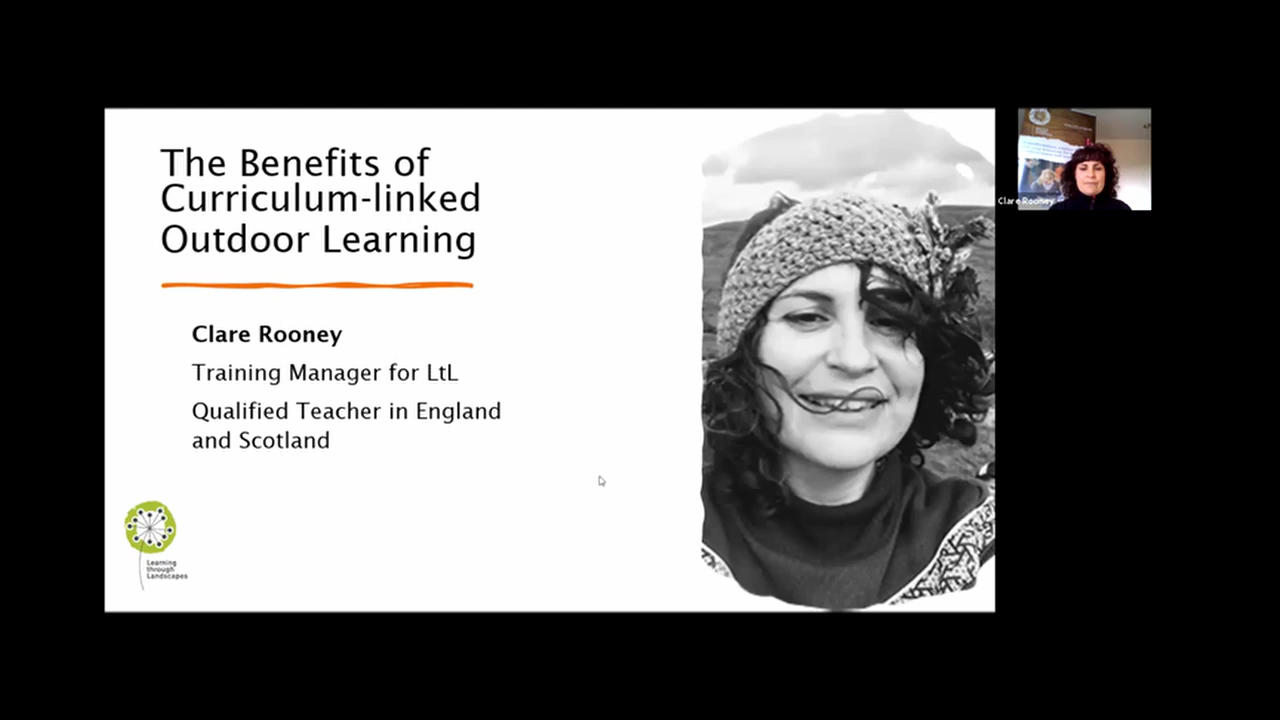 The Benefits of
Curriculum-linked
Outdoor Learning
Clare Rooney
Training Manager for LtL
Qualified Teacher in England
and Scotland
Learning
through
Landscapes
Clare Rooney